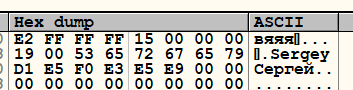 Hex dump ASCII
E2 FF FF FF 15 00 00 00 вяяя▯...
19 00 53 65 72 67 65 79 ▯.Sergey
D1 E5 F0 E3 E5 E9 00 00 Сергей..
00 00 00 00 00 00 00 00 ........